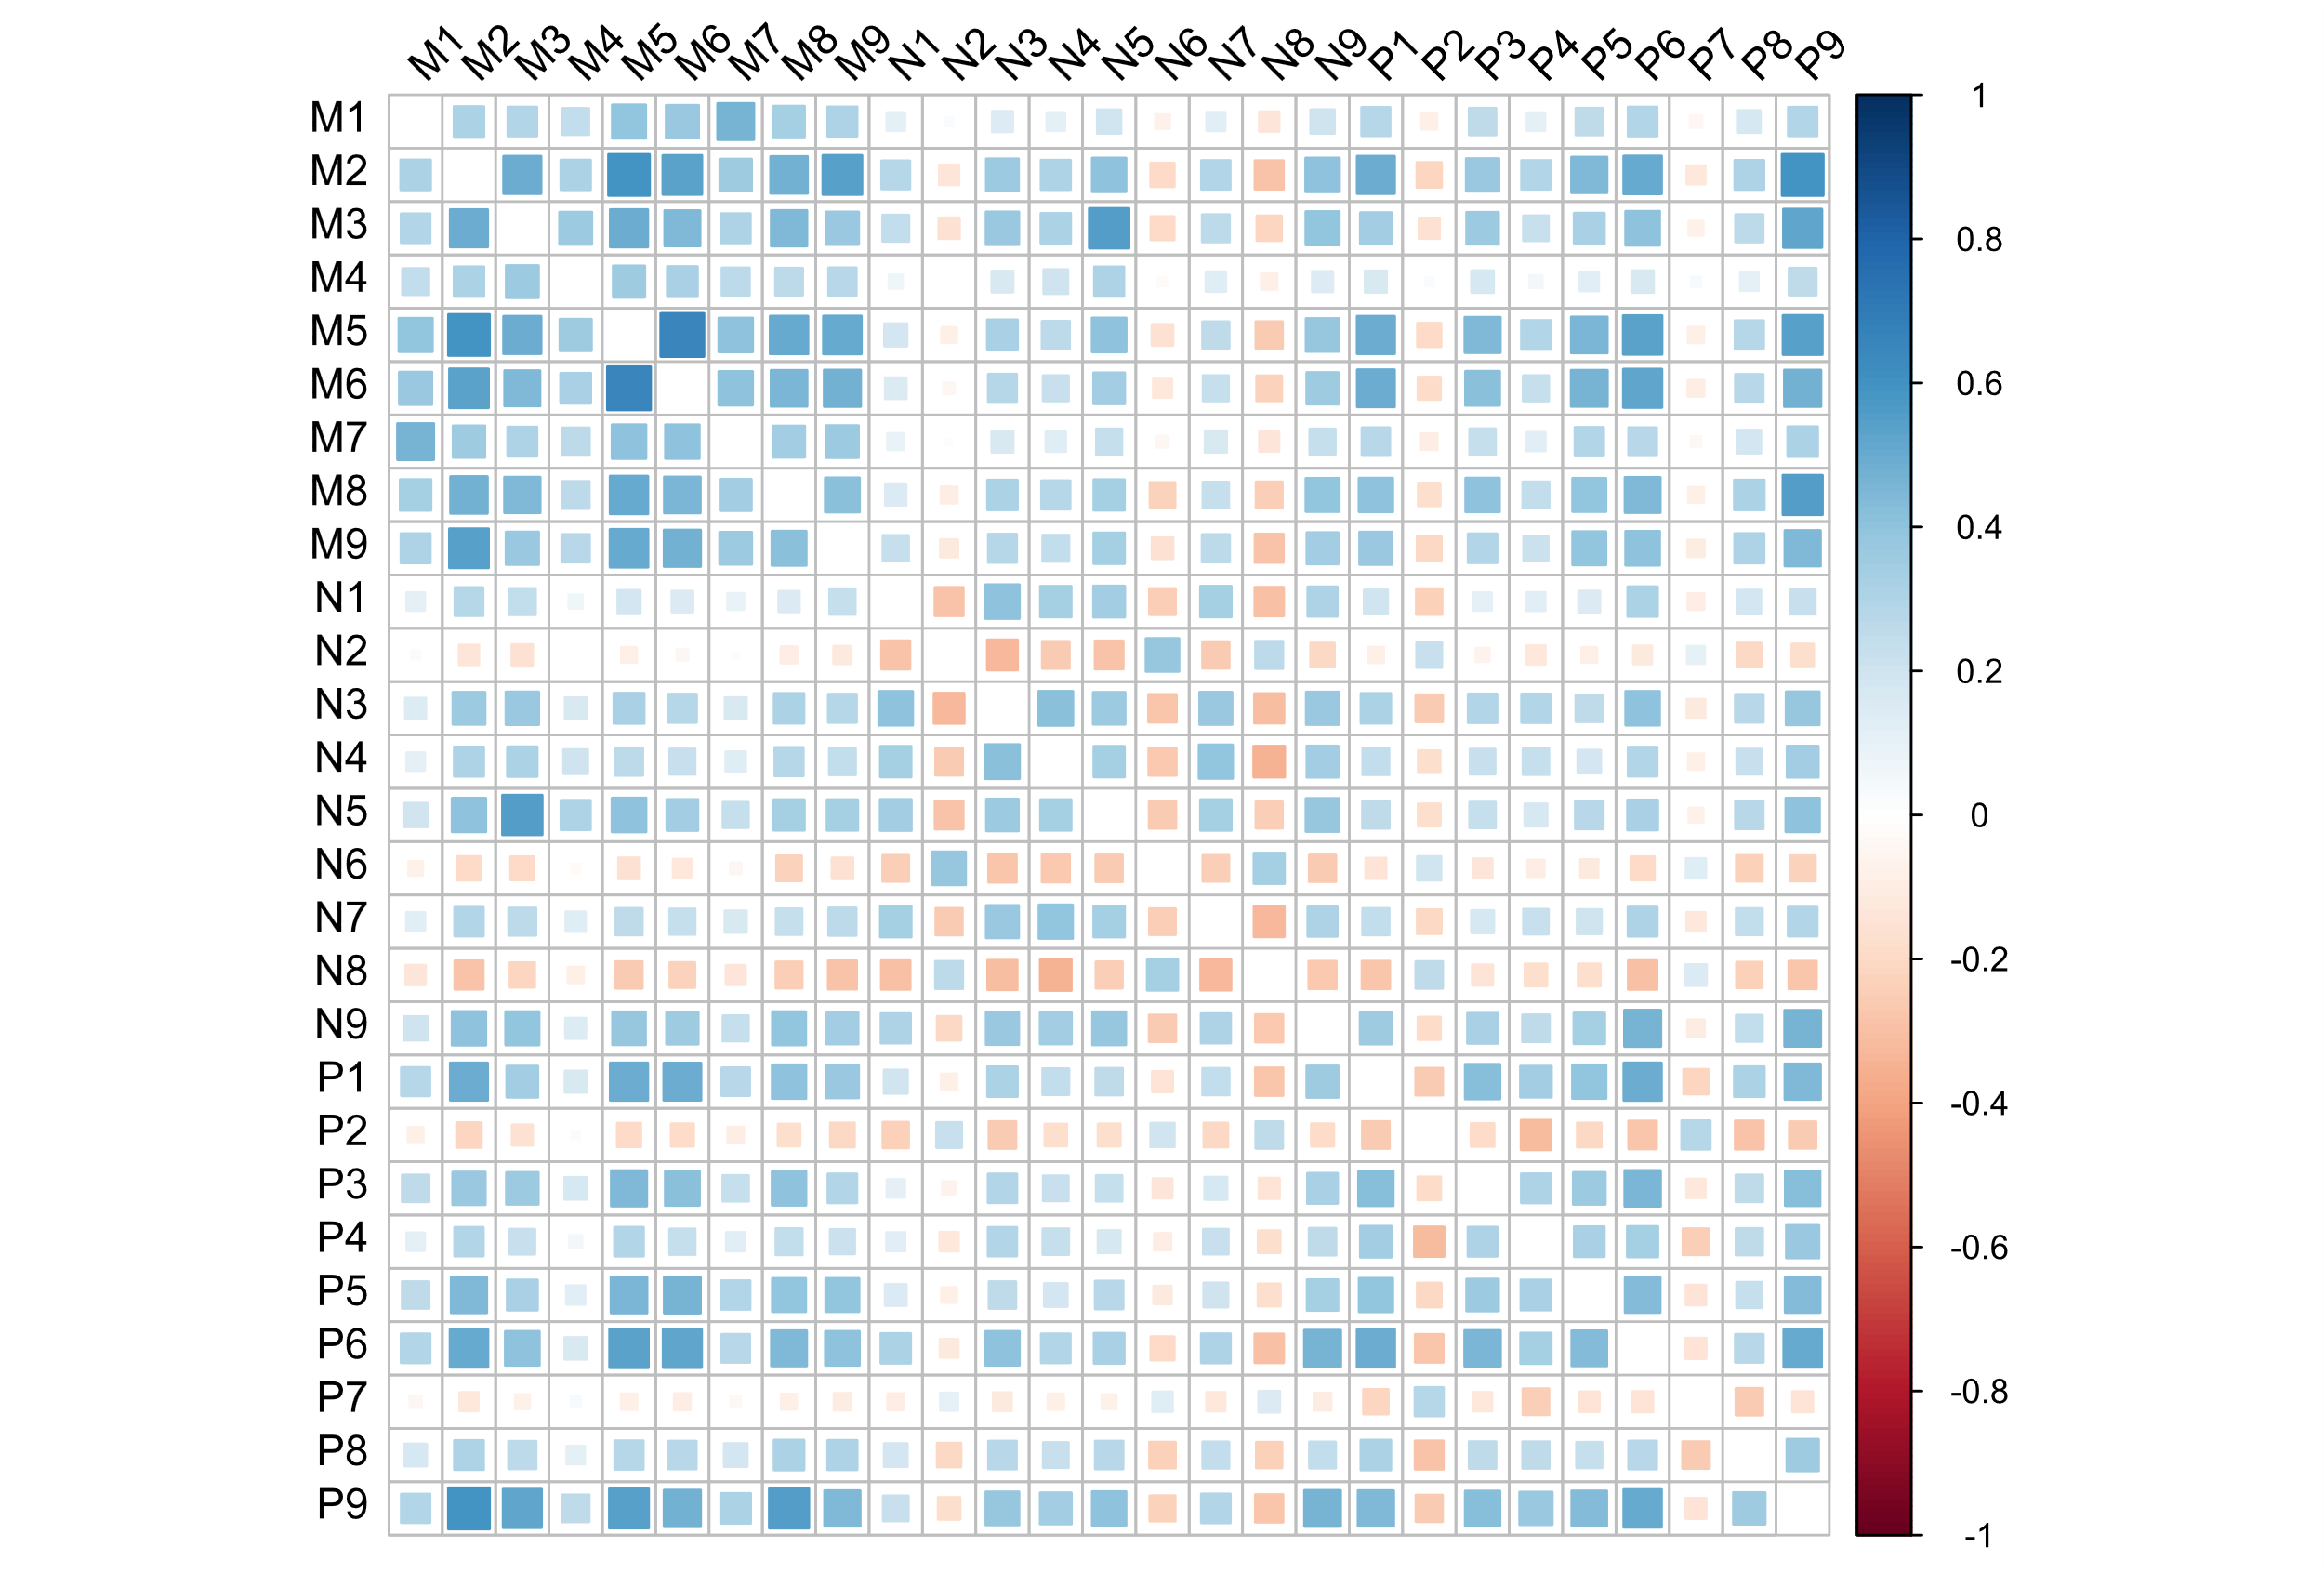 M1 M2 M3 M4 M5 M6 M7 M8 M9 N1 N2 N3 N4 N5 N6 N7 N8 N9 P1 P2 P3 P4 P5 P6 P7 P8 P9
M1
M2
M3
M4
M5
M6
M7
M8
M9
N1
N2
N3
N4
N5
N6
N7
N8
N9
P1
P2
P3
P4
P5
P6
P7
P8
P9
1
0.8
0.6
0.4
0.2
0
-0.2
-0.4
-0.6
-0.8
-1